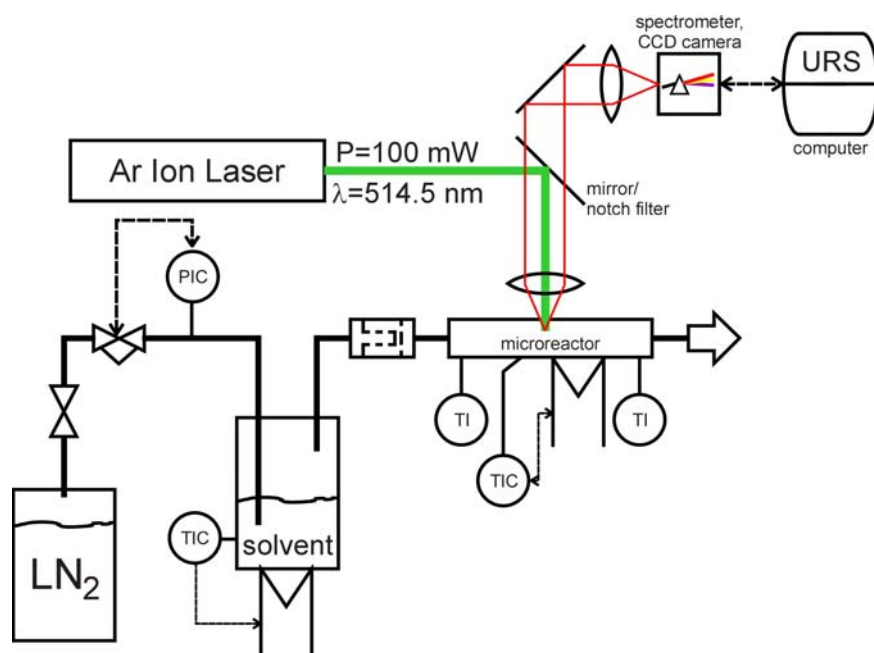 spectrometer,
CCD camera
URS
computer
Ar Ion Laser
P=100 mW
λ=514.5 nm
mirror/
notch filter
PIC
microreactor
TI
TI
TIC
TIC
solvent
LN₂